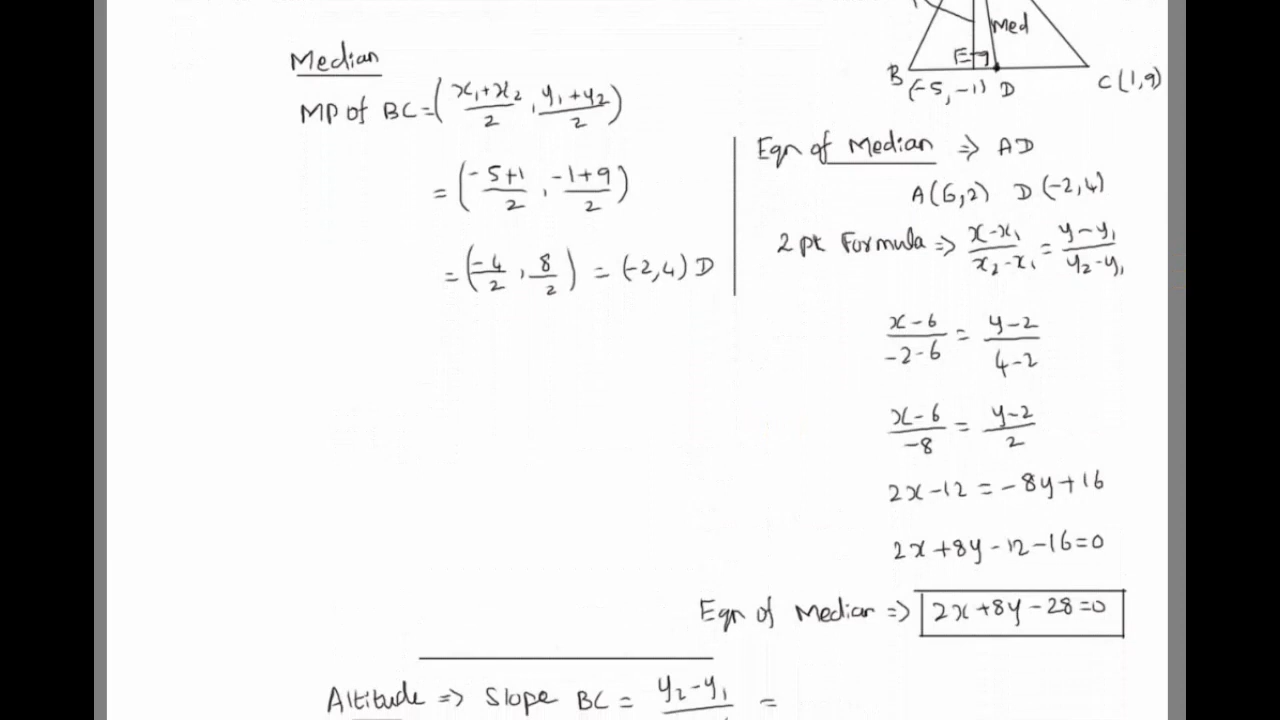 Med
E
B (-5,-1) D C(1,9)
Median
MP of BC = (x₁+x₂/2, y₁+y₂/2)
= (-5+1/2, -1+9/2)
= (-4/2, 8/2) = (-2,4) D
Eqn of Median => AD
A(6,2) D(-2,4)
2 pt Formula => x-x₁/x₂-x₁ = y-y₁/y₂-y₁
x-6/-2-6 = y-2/4-2
x-6/-8 = y-2/2
2x-12 = -8y+16
2x+8y-12-16=0
Eqn of Median => 2x+8y-28=0
Altitude => Slope BC = y₂-y₁ =